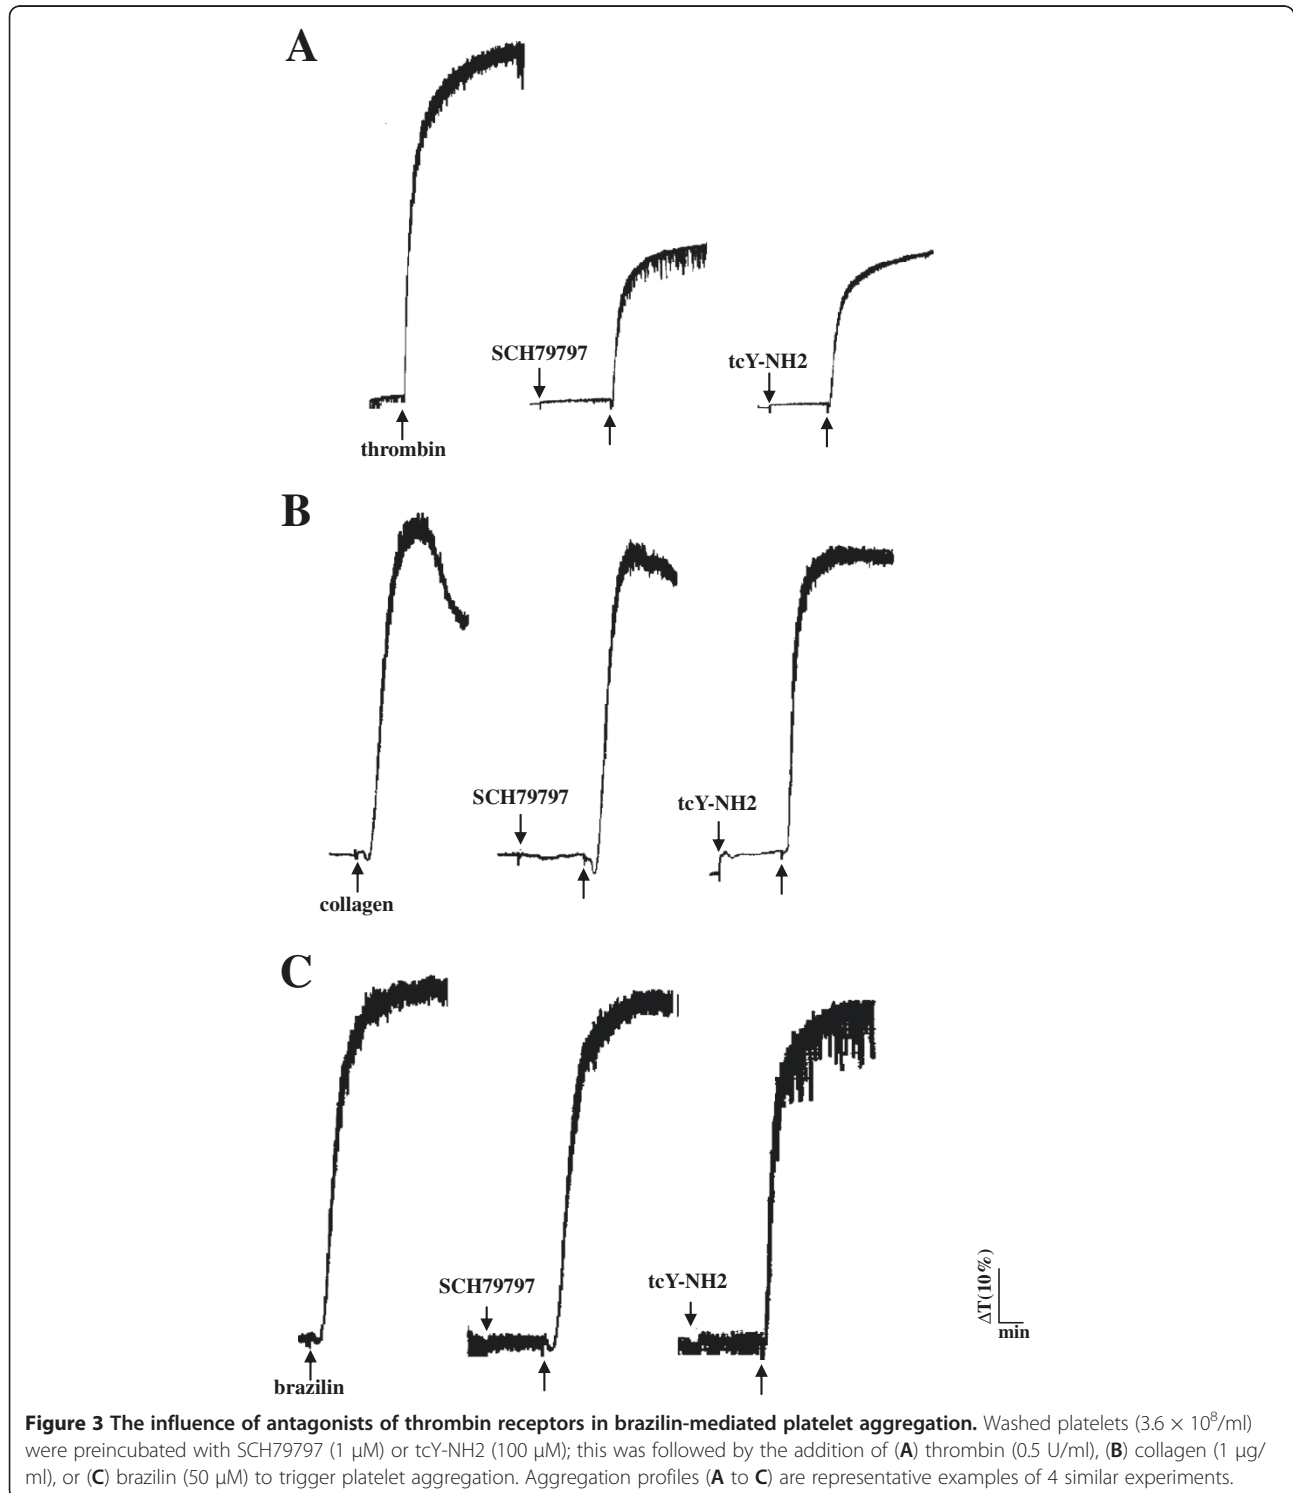 A
SCH79797
tcY-NH2
thrombin
B
SCH79797
tcY-NH2
collagen
C
SCH79797
tcY-NH2
ΔT(10%)
min
brazilin
Figure 3 The influence of antagonists of thrombin receptors in brazilin-mediated platelet aggregation. Washed platelets (3.6 × 10⁸/ml)
were preincubated with SCH79797 (1 μM) or tcY-NH2 (100 μM); this was followed by the addition of (A) thrombin (0.5 U/ml), (B) collagen (1 μg/
ml), or (C) brazilin (50 μM) to trigger platelet aggregation. Aggregation profiles (A to C) are representative examples of 4 similar experiments.